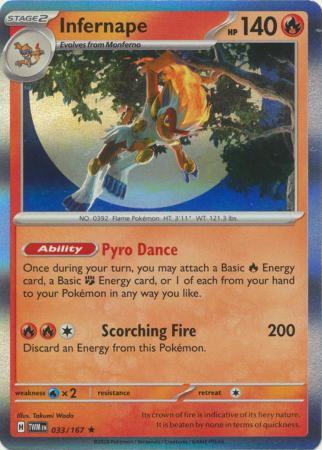 STAGE2 Infernape HP 140
Evolves from Monferno
NO. 0392 Flame Pokémon HT: 3'11" WT: 121.3 lbs.
Ability Pyro Dance
Once during your turn, you may attach a Basic Energy
card, a Basic Energy card, or 1 of each from your hand
to your Pokémon in any way you like.
Scorching Fire 200
Discard an Energy from this Pokémon.
weakness ×2 resistance retreat
Illus. Takumi Wada
H TWM EN 033/167 ★
Its crown of fire is indicative of its fiery nature.
It is beaten by none in terms of quickness.
©2024 Pokémon / Nintendo / Creatures / GAME FREAK